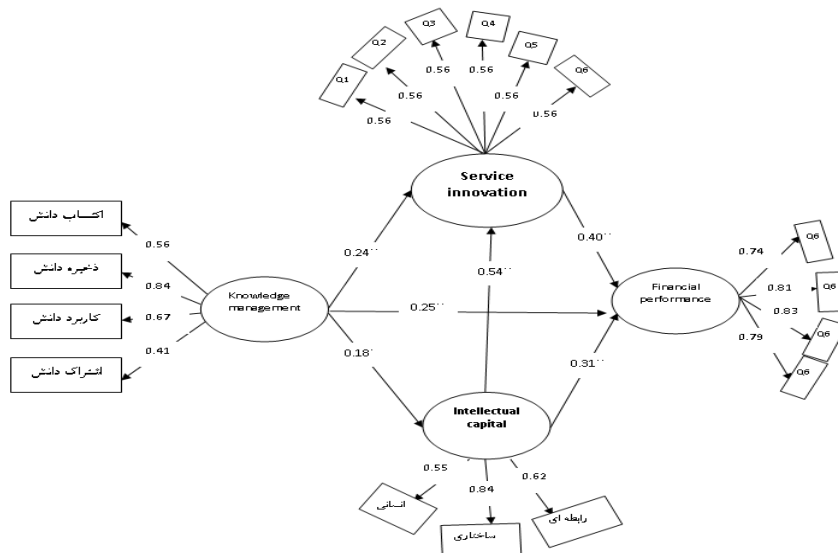 Q1
Q2
Q3
Q4
Q5
Q6
0.56
0.56
0.56
0.56
0.56
0.56
Service
innovation
اکتساب دانش
ذخیره دانش
کاربرد دانش
اشتراک دانش
0.56
0.84
0.67
0.41
Knowledge
management
0.24``
0.25``
0.18`
0.54``
0.40``
0.31``
Financial
performance
0.74
0.81
0.83
0.79
Q6
Q6
Q6
Q6
Intellectual
capital
0.55
0.84
0.62
انسانی
ساختاری
رابطه ای